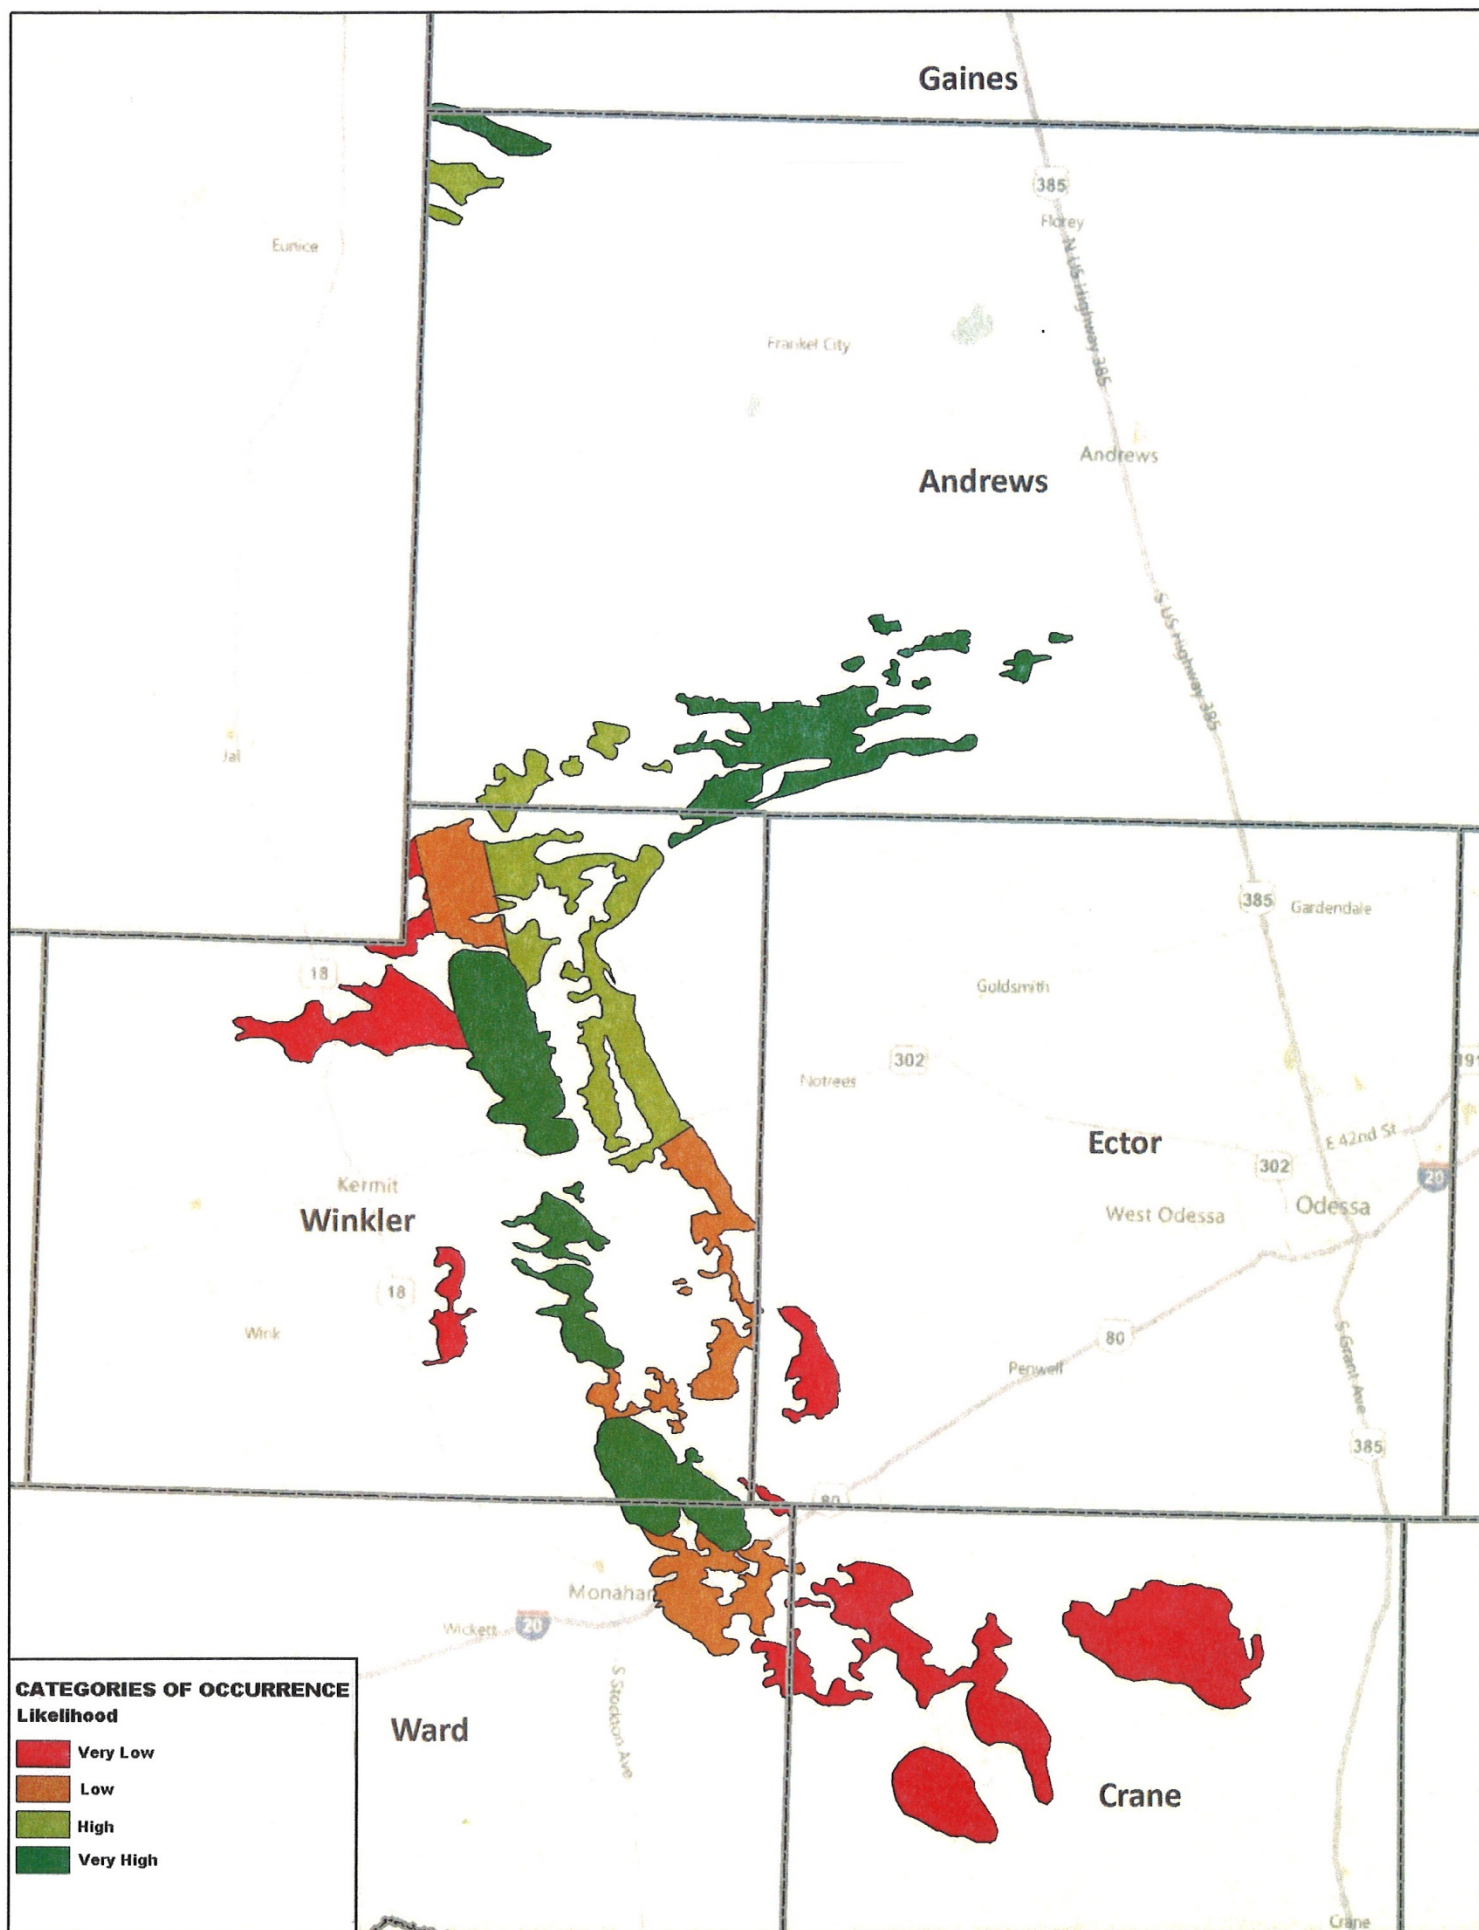 Gaines
385
Florey
N US Highway 385
Eunice
Frankel City
Andrews
Andrews
S US Highway 385
Jal
385
Gardendale
18
Goldsmith
302
Notrees
191
Ector
E 42nd St
302
20
Kermit
Odessa
West Odessa
Winkler
18
Wink
80
Penwell
S Grant Ave
385
80
Monahan
Wickett
20
S Stockton Ave
Ward
Crane
Crane
CATEGORIES OF OCCURRENCE
Likelihood
Very Low
Low
High
Very High